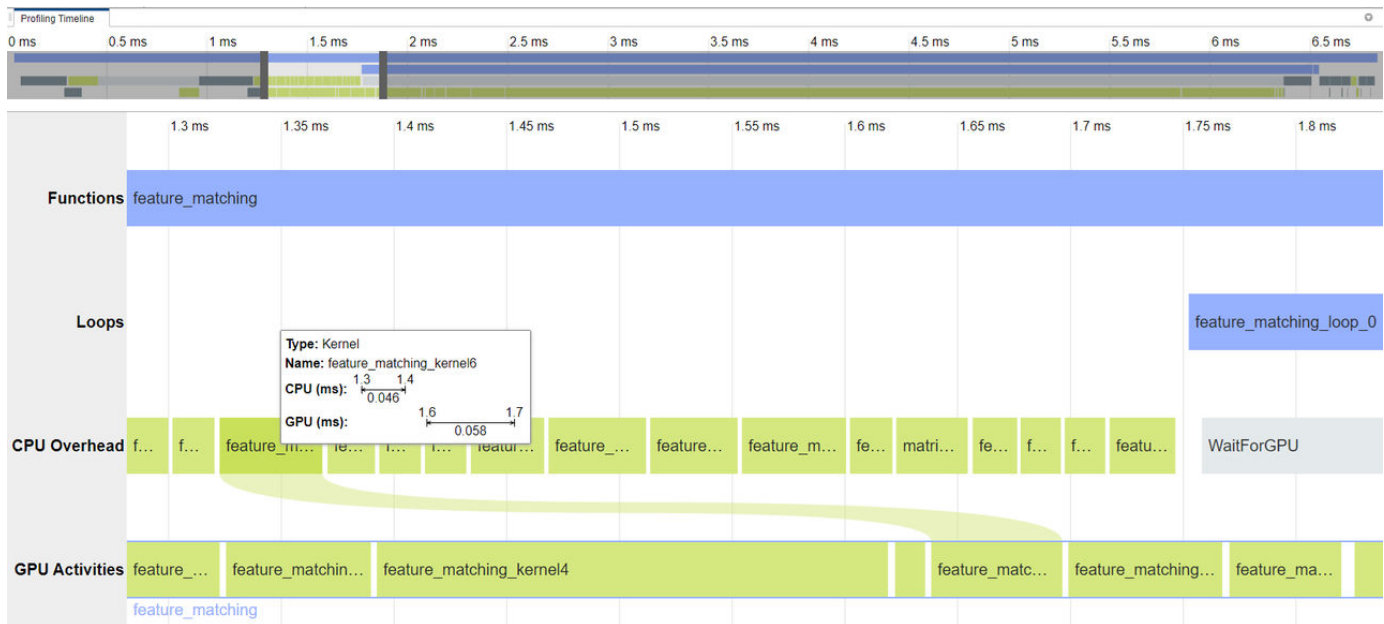 Profiling Timeline
0 ms 0.5 ms 1 ms 1.5 ms 2 ms 2.5 ms 3 ms 3.5 ms 4 ms 4.5 ms 5 ms 5.5 ms 6 ms 6.5 ms
1.3 ms 1.35 ms 1.4 ms 1.45 ms 1.5 ms 1.55 ms 1.6 ms 1.65 ms 1.7 ms 1.75 ms 1.8 ms
Functions feature_matching
Loops feature_matching_loop_0
Type: Kernel
Name: feature_matching_kernel6
1.3 1.4
CPU (ms):
0.046
1.6 1.7
GPU (ms):
0.058
CPU Overhead f... f... feature_m... fe... f... f... featur... feature_... feature... feature_m... fe... matri... fe... f... f... featu... WaitForGPU
GPU Activities feature_... feature_matchin... feature_matching_kernel4 feature_matc... feature_matching... feature_ma...
feature_matching